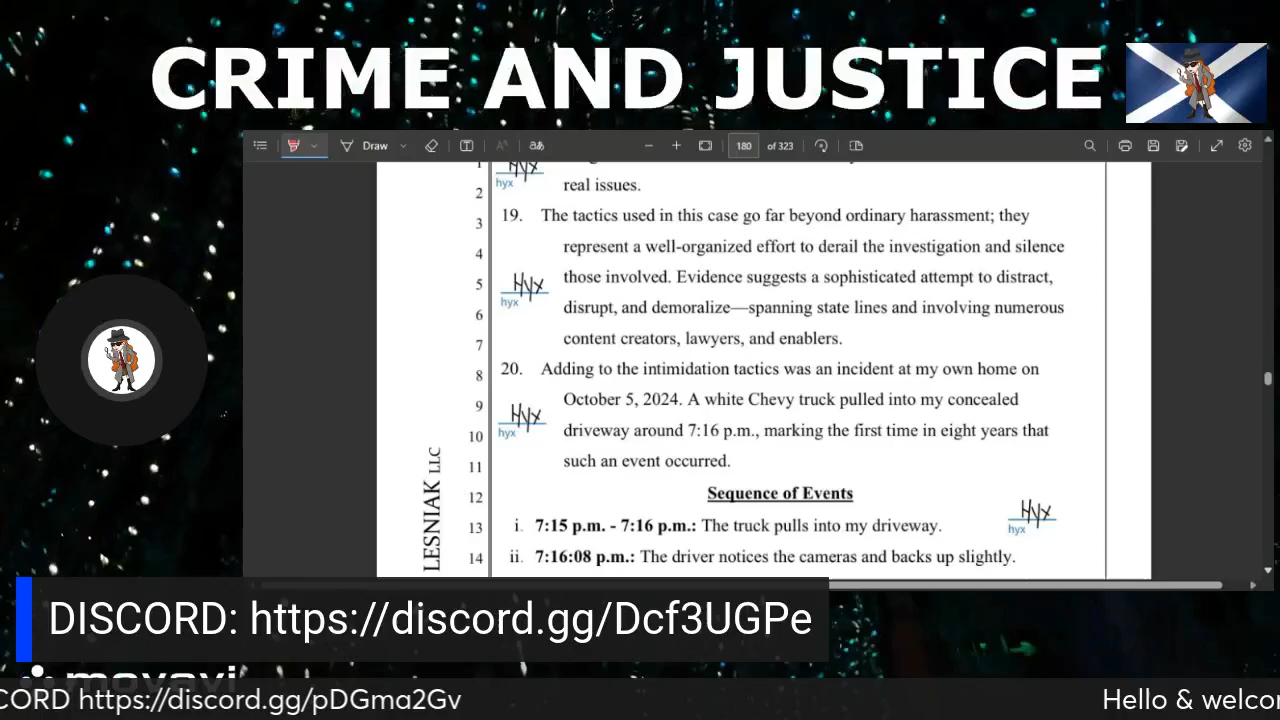 CRIME AND JUSTICE
Draw
180 of 323
1
hyx
2 real issues.
3 19. The tactics used in this case go far beyond ordinary harassment; they
4 represent a well-organized effort to derail the investigation and silence
5 those involved. Evidence suggests a sophisticated attempt to distract,
Hyx
hyx
6 disrupt, and demoralize—spanning state lines and involving numerous
7 content creators, lawyers, and enablers.
8 20. Adding to the intimidation tactics was an incident at my own home on
9 October 5, 2024. A white Chevy truck pulled into my concealed
Hyx
hyx
10 driveway around 7:16 p.m., marking the first time in eight years that
11 such an event occurred.
12 Sequence of Events
Hyx
hyx
13 i. 7:15 p.m. - 7:16 p.m.: The truck pulls into my driveway.
14 ii. 7:16:08 p.m.: The driver notices the cameras and backs up slightly.
LESNIAK LLC
DISCORD: https://discord.gg/Dcf3UGPe
movavi
CORD https://discord.gg/pDGma2Gv
Hello & welcor